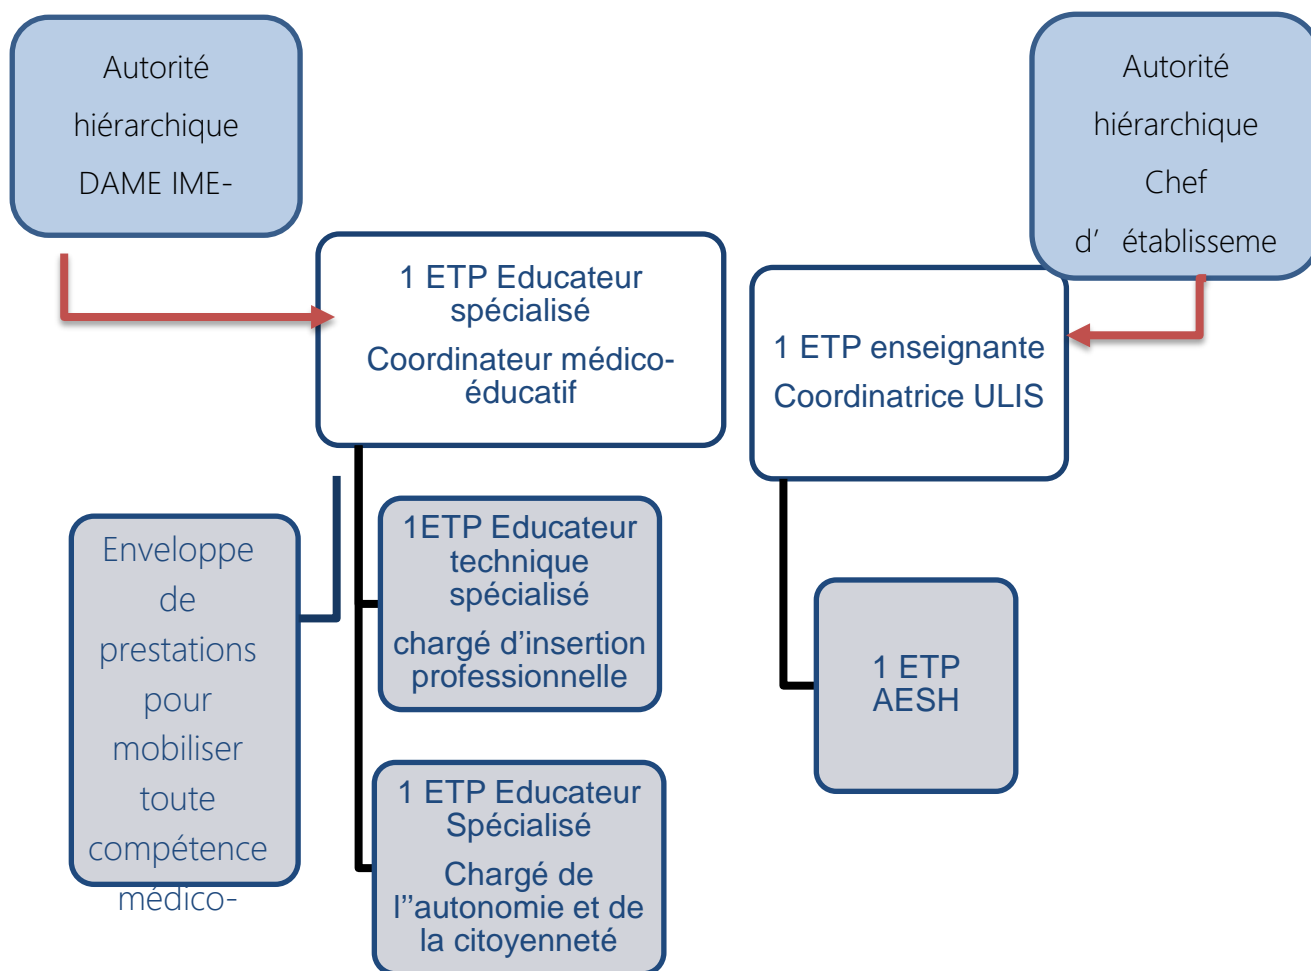 Autorité
hiérarchique
DAME IME-
Autorité
hiérarchique
Chef
d' établisseme
1 ETP Educateur
spécialisé
Coordinateur médico-
éducatif
1 ETP enseignante
Coordinatrice ULIS
Enveloppe
de
prestations
pour
mobiliser
toute
compétence
médico-
1ETP Educateur
technique
spécialisé
chargé d’insertion
professionnelle
1 ETP
AESH
1 ETP Educateur
Spécialisé
Chargé de
l’'autonomie et de
la citoyenneté